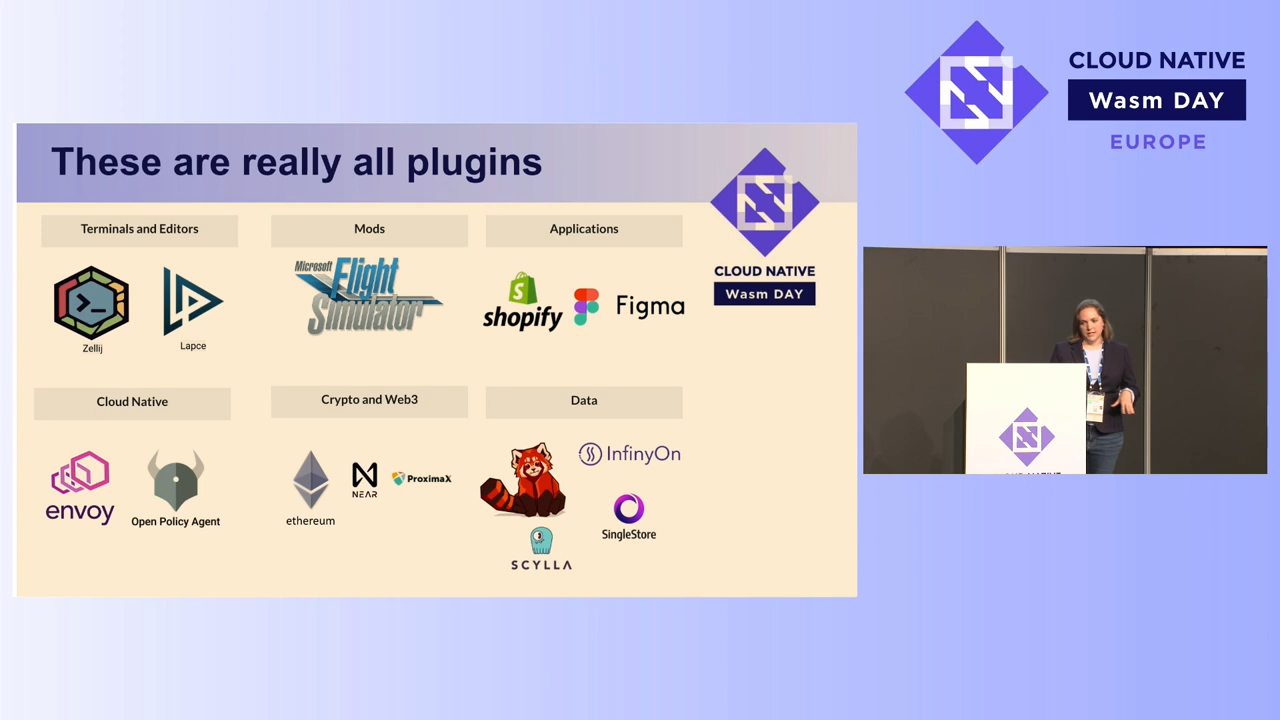 CLOUD NATIVE
Wasm DAY
EUROPE
These are really all plugins
CLOUD NATIVE
Wasm DAY
Terminals and Editors
Mods
Applications
Zellij
Lapce
Microsoft
Flight
Simulator
shopify
Figma
Cloud Native
Crypto and Web3
Data
envoy
Open Policy Agent
ethereum
NEAR
ProximaX
InfinyOn
SingleStore
SCYLLA